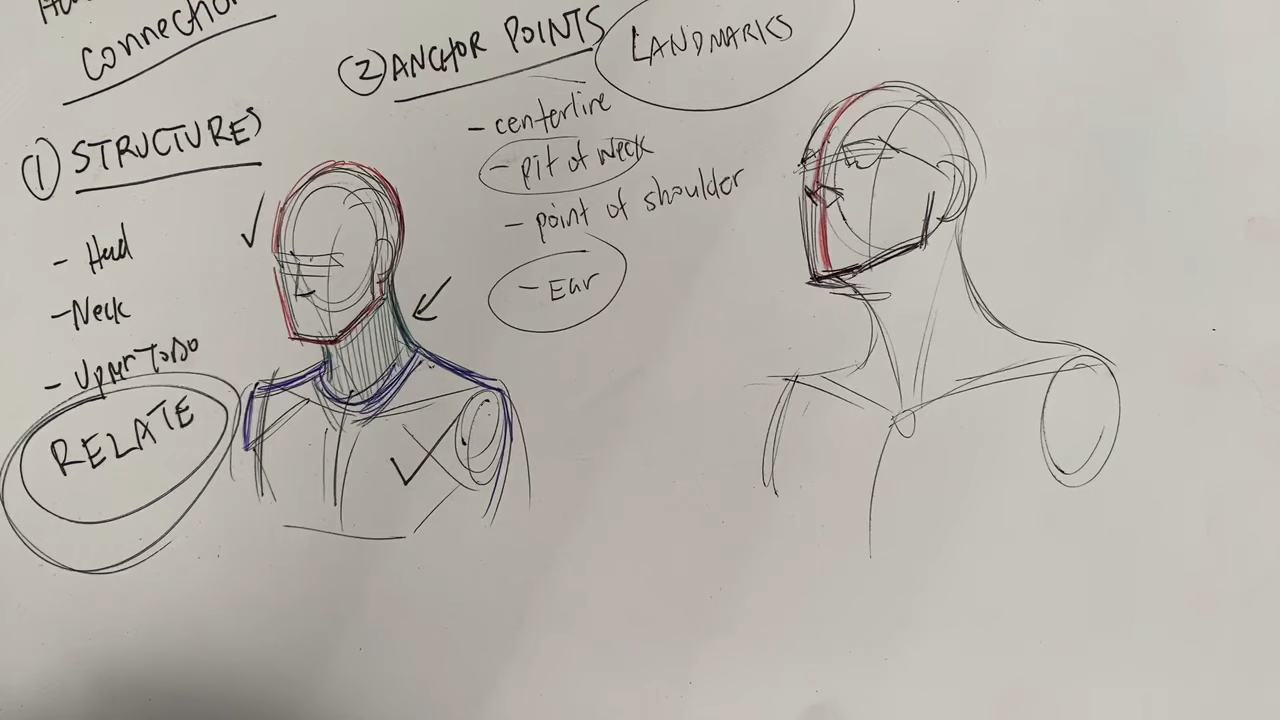 connection
① STRUCTURES
- Head
- Neck
- Upper Torso
RELATE
② ANCHOR POINTS
LANDMARKS
- centerline
- pit of neck
- point of shoulder
- Ear